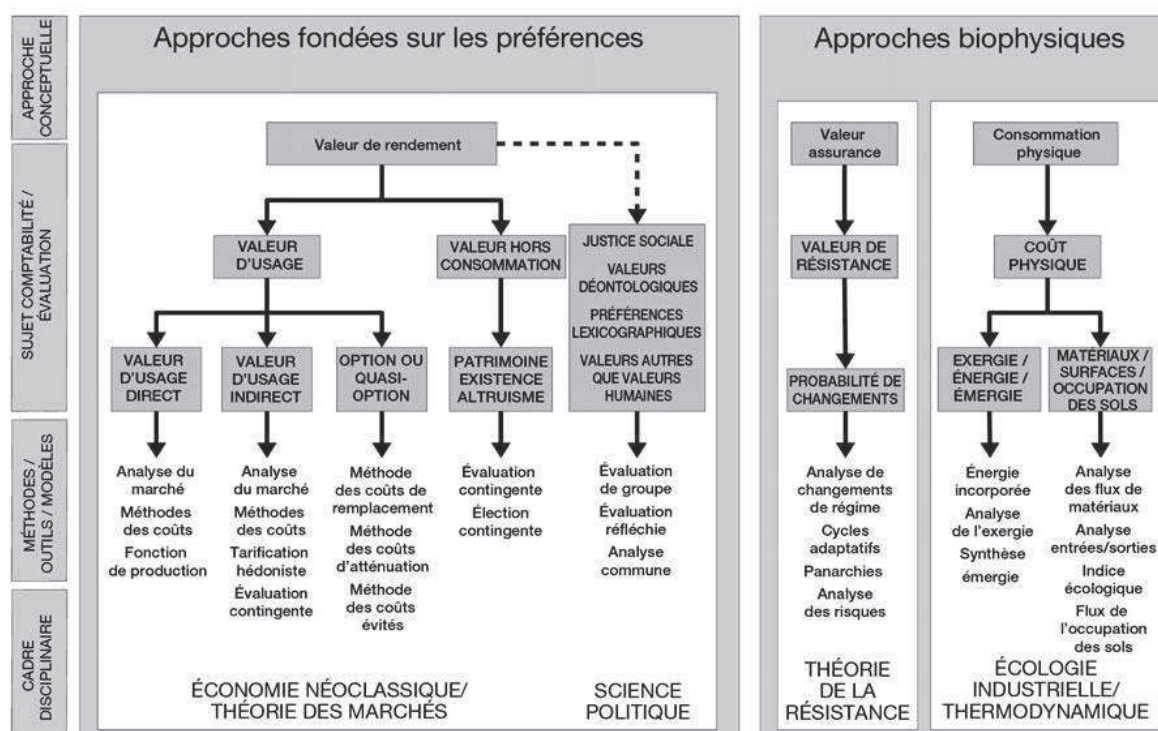 APPROCHE
CONCEPTUELLE
Approches fondées sur les préférences
Approches biophysiques
SUJET COMPTABILITÉ /
ÉVALUATION
Valeur de rendement
Valeur
assurance
Consommation
physique
VALEUR
D'USAGE
VALEUR HORS
CONSOMMATION
JUSTICE SOCIALE
VALEURS
DÉONTOLOGIQUES
PRÉFÉRENCES
LEXICOGRAPHIQUES
VALEURS AUTRES
QUE VALEURS
HUMAINES
VALEUR DE
RÉSISTANCE
COÛT
PHYSIQUE
VALEUR
D'USAGE
DIRECT
VALEUR
D'USAGE
INDIRECT
OPTION OU
QUASI-
OPTION
PATRIMOINE
EXISTENCE
ALTRUISME
PROBABILITÉ DE
CHANGEMENTS
EXERGIE /
ÉNERGIE /
ÉMERGIE
MATÉRIAUX /
SURFACES /
OCCUPATION
DES SOLS
MÉTHODES /
OUTILS / MODÈLES
Analyse du
marché
Méthodes
des coûts
Fonction
de production
Analyse
du marché
Méthodes
des coûts
Tarification
hédoniste
Évaluation
contingente
Méthode
des coûts de
remplacement
Méthode
des coûts
d'atténuation
Méthode
des coûts
évités
Évaluation
contingente
Élection
contingente
Évaluation
de groupe
Évaluation
réfléchie
Analyse
commune
Analyse de
changements
de régime
Cycles
adaptatifs
Panarchies
Analyse
des risques
Énergie
incorporée
Analyse
de l'exergie
Synthèse
émergie
Analyse
des flux de
matériaux
Analyse
entrées/sorties
Indice
écologique
Flux de
l'occupation
des sols
CADRE
DISCIPLINAIRE
ÉCONOMIE NÉOCLASSIQUE/
THÉORIE DES MARCHÉS
SCIENCE
POLITIQUE
THÉORIE
DE LA
RÉSISTANCE
ÉCOLOGIE
INDUSTRIELLE/
THERMODYNAMIQUE